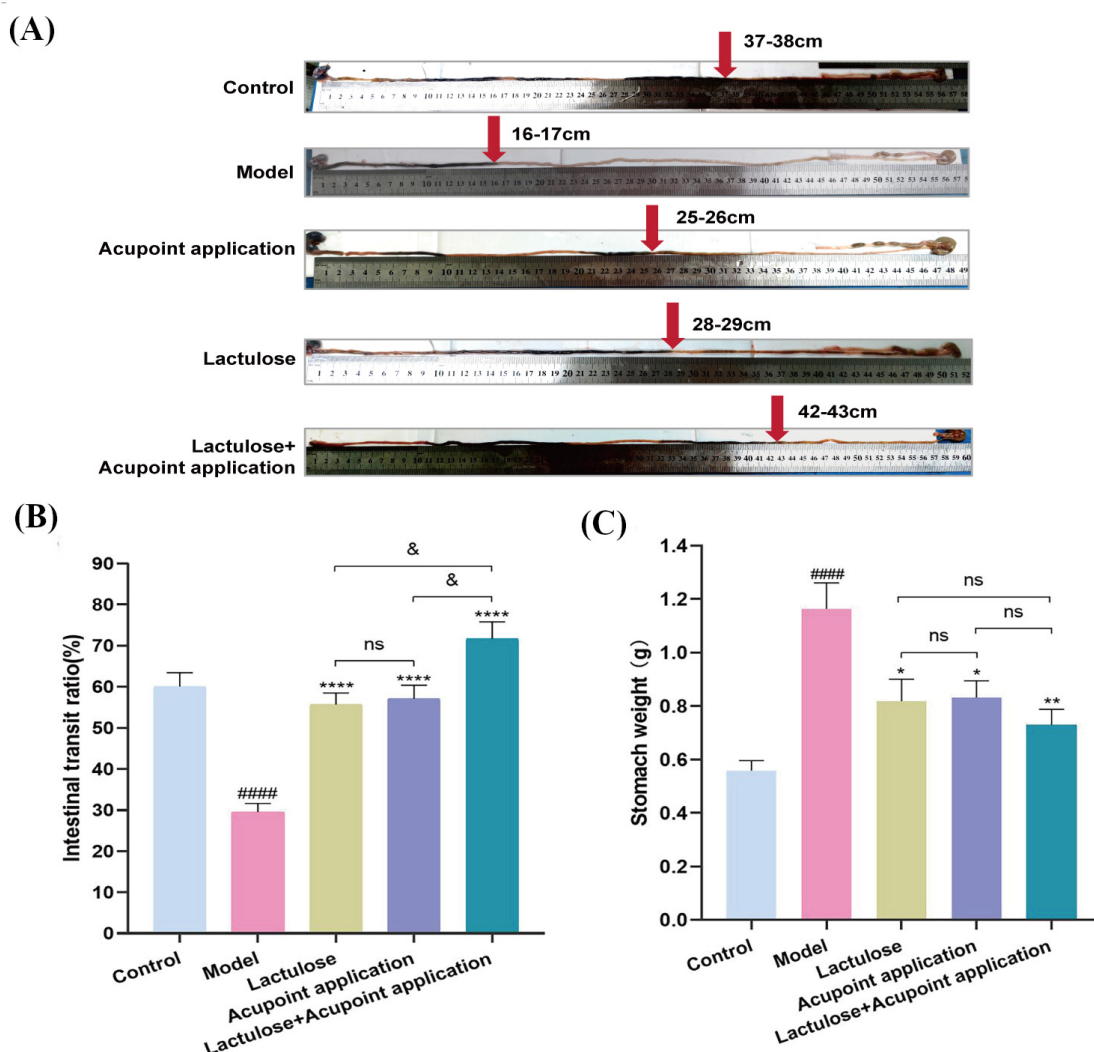 (A)
37-38cm
Control
16-17cm
Model
25-26cm
Acupoint application
28-29cm
Lactulose
42-43cm
Lactulose+
Acupoint application
(B)
Intestinal transit ratio(%)
90
80
70
60
50
40
30
20
10
0
&
&
ns
####
****
****
****
Control
Model
Lactulose
Acupoint application
Lactulose+Acupoint application
(C)
Stomach weight (g)
1.4
1.2
1.0
0.8
0.6
0.4
0.2
0.0
####
ns
ns
ns
*
*
**
Control
Model
Lactulose
Acupoint application
Lactulose+Acupoint application